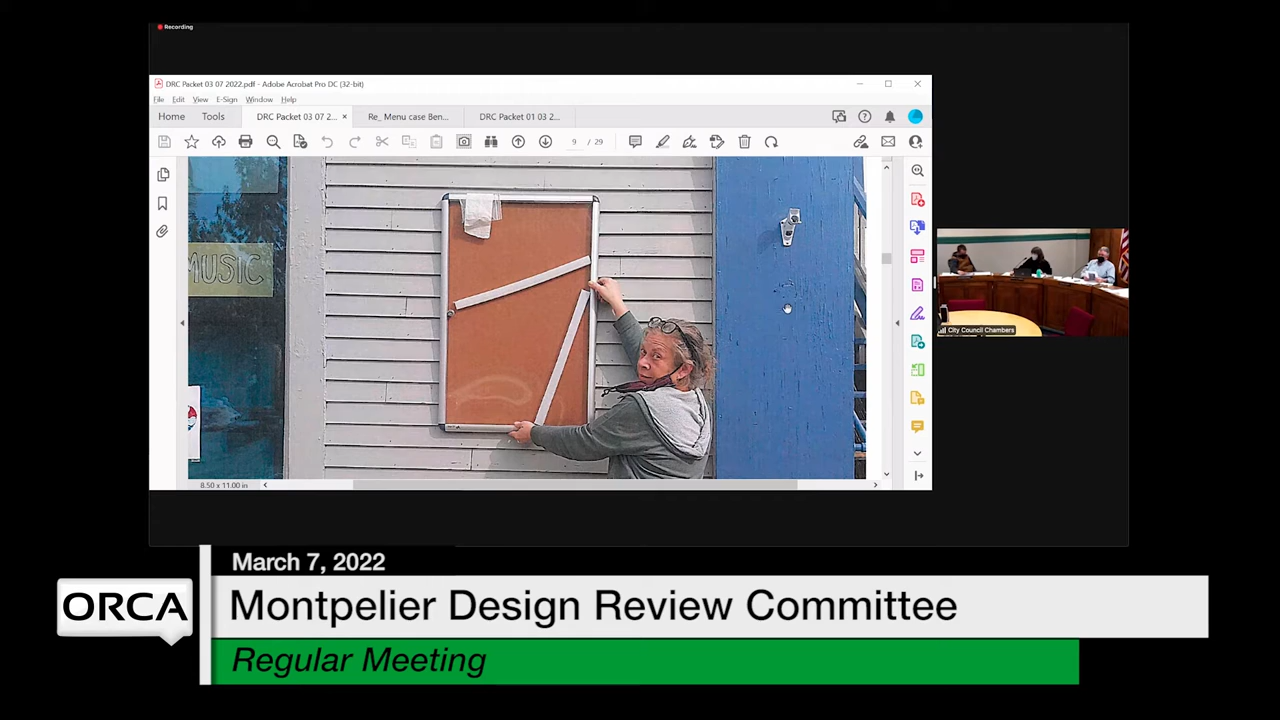 Recording
DRC Packet 03 07 2022.pdf - Adobe Acrobat Pro DC (32-bit)
File Edit View E-Sign Window Help
Home Tools DRC Packet 03 07 2... × Re_ Menu case Ben... DRC Packet 01 03 2...
9 / 29
MUSIC
8.50 x 11.00 in
City Council Chambers
March 7, 2022
ORCA
Montpelier Design Review Committee
Regular Meeting